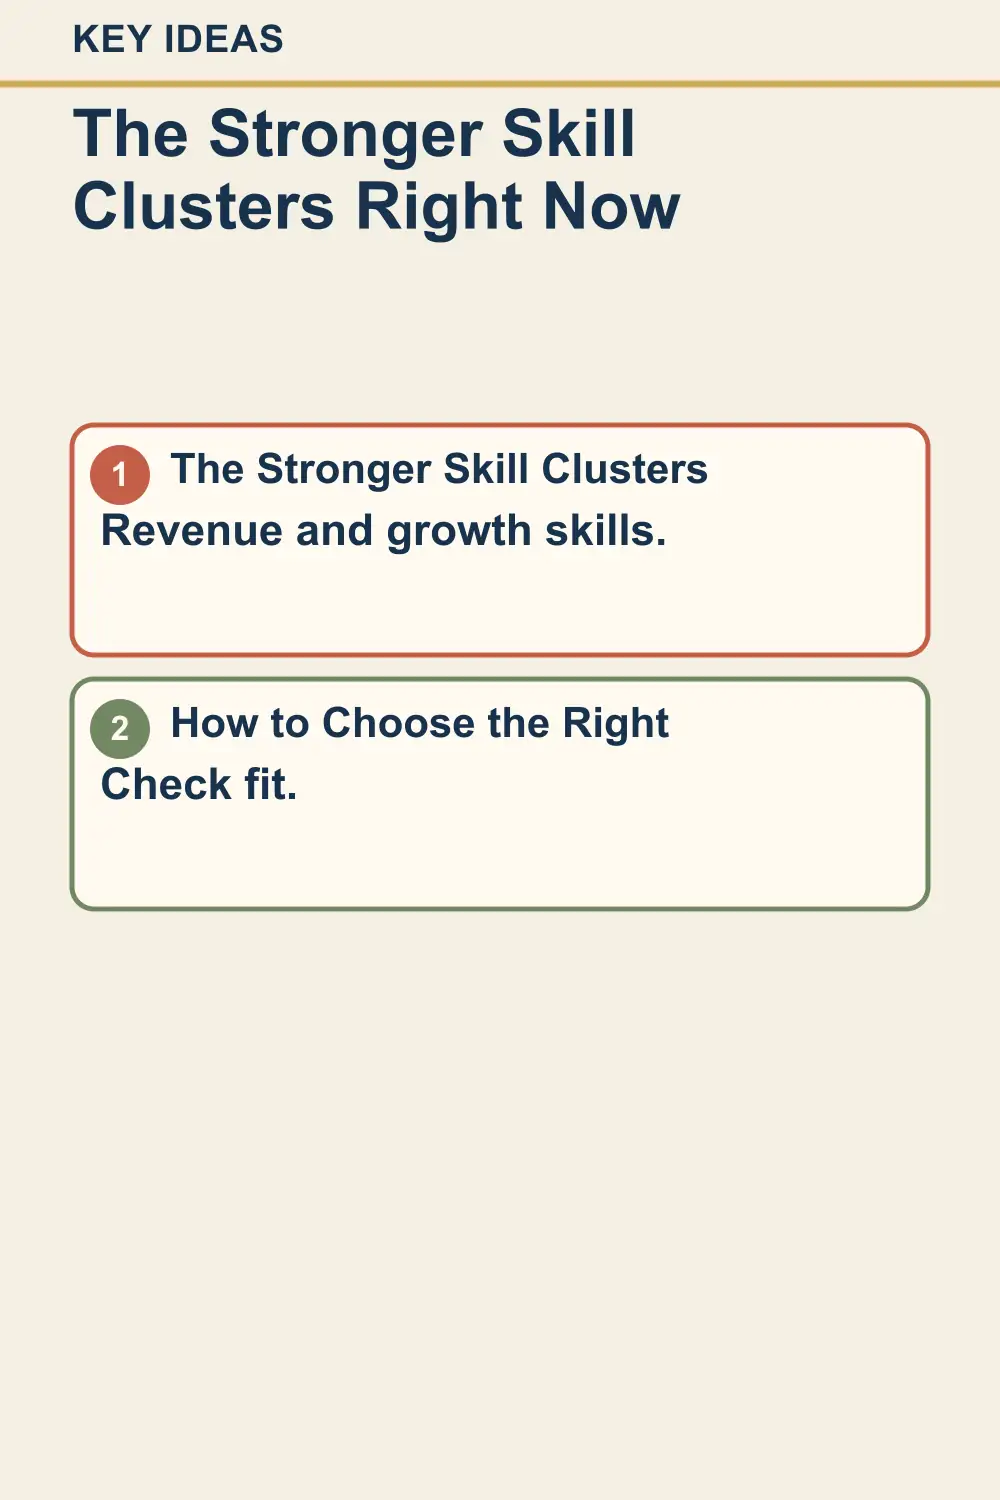 KEY IDEAS
The Stronger Skill
Clusters Right Now
1 The Stronger Skill Clusters
Revenue and growth skills.
2 How to Choose the Right
Check fit.